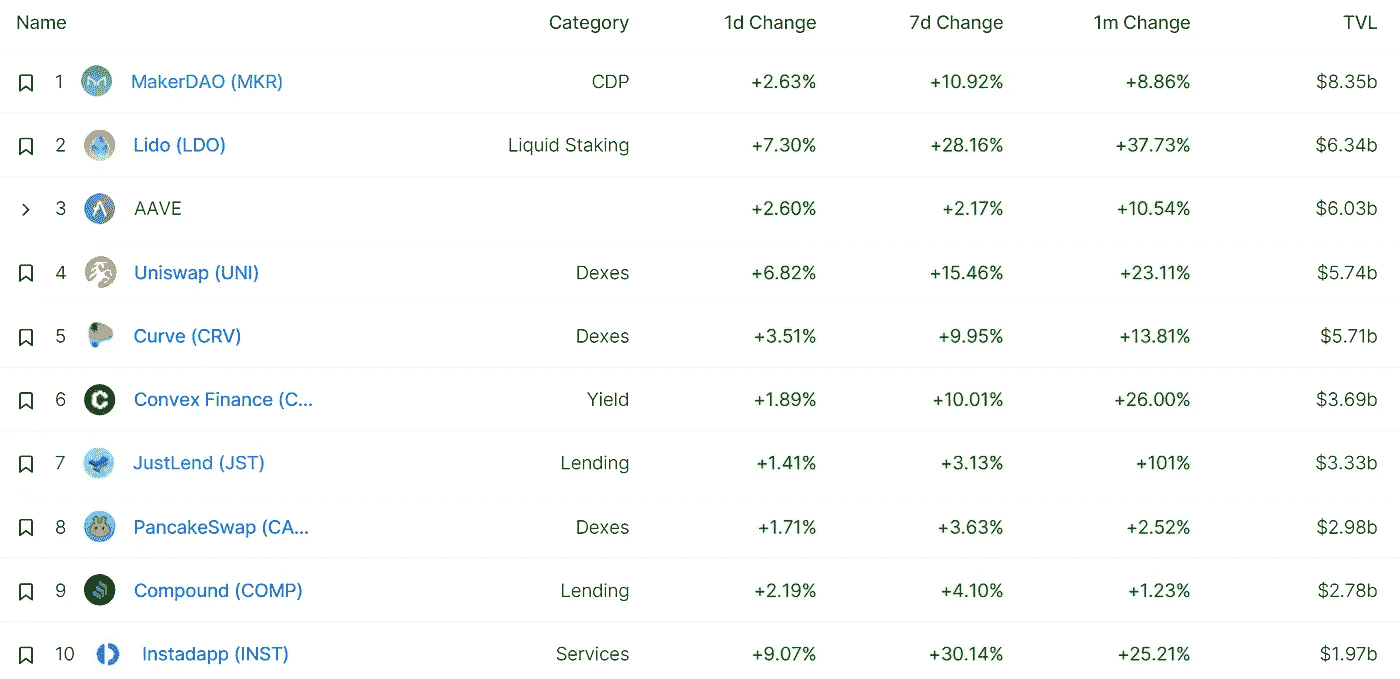 Name Category 1d Change 7d Change 1m Change TVL
1 MakerDAO (MKR) CDP +2.63% +10.92% +8.86% $8.35b
2 Lido (LDO) Liquid Staking +7.30% +28.16% +37.73% $6.34b
3 AAVE +2.60% +2.17% +10.54% $6.03b
4 Uniswap (UNI) Dexes +6.82% +15.46% +23.11% $5.74b
5 Curve (CRV) Dexes +3.51% +9.95% +13.81% $5.71b
6 Convex Finance (C... Yield +1.89% +10.01% +26.00% $3.69b
7 JustLend (JST) Lending +1.41% +3.13% +101% $3.33b
8 PancakeSwap (CA... Dexes +1.71% +3.63% +2.52% $2.98b
9 Compound (COMP) Lending +2.19% +4.10% +1.23% $2.78b
10 Instadapp (INST) Services +9.07% +30.14% +25.21% $1.97b